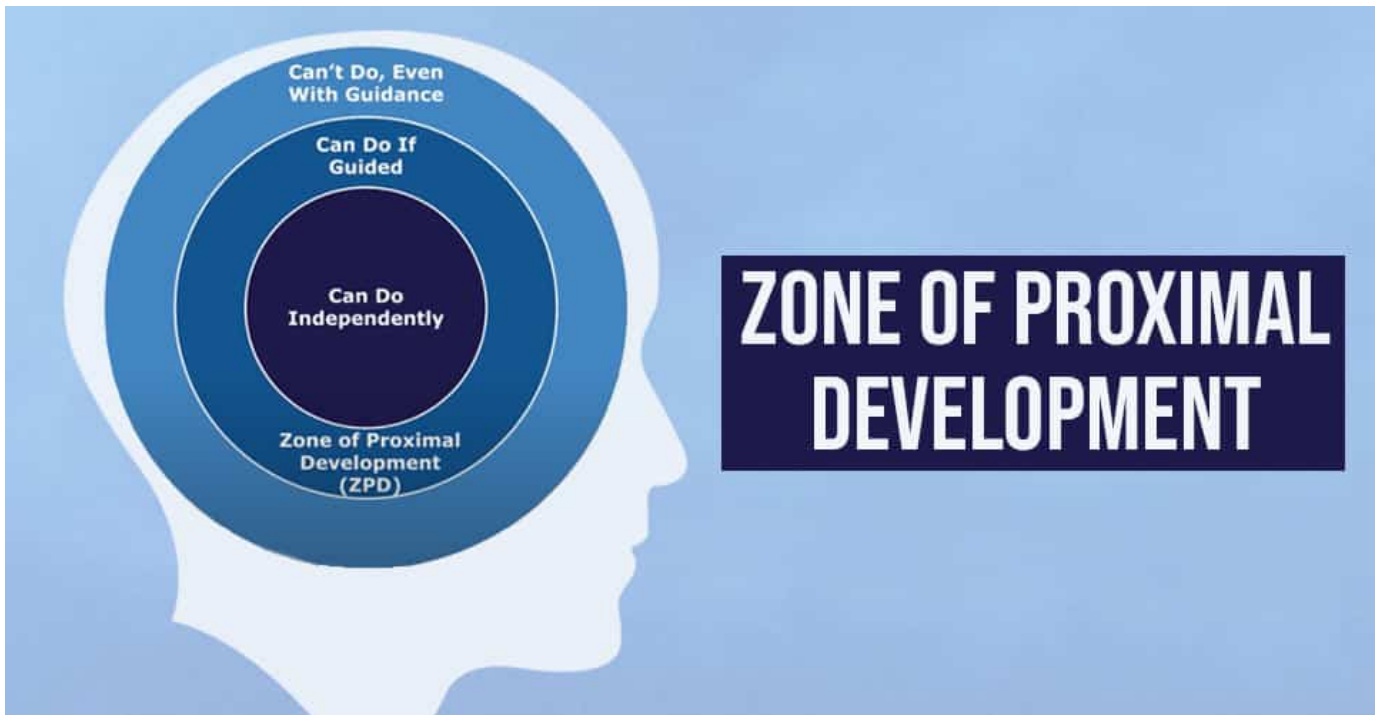 Can't Do, Even
With Guidance
Can Do If
Guided
Can Do
Independently
Zone of Proximal
Development
(ZPD)
ZONE OF PROXIMAL
DEVELOPMENT